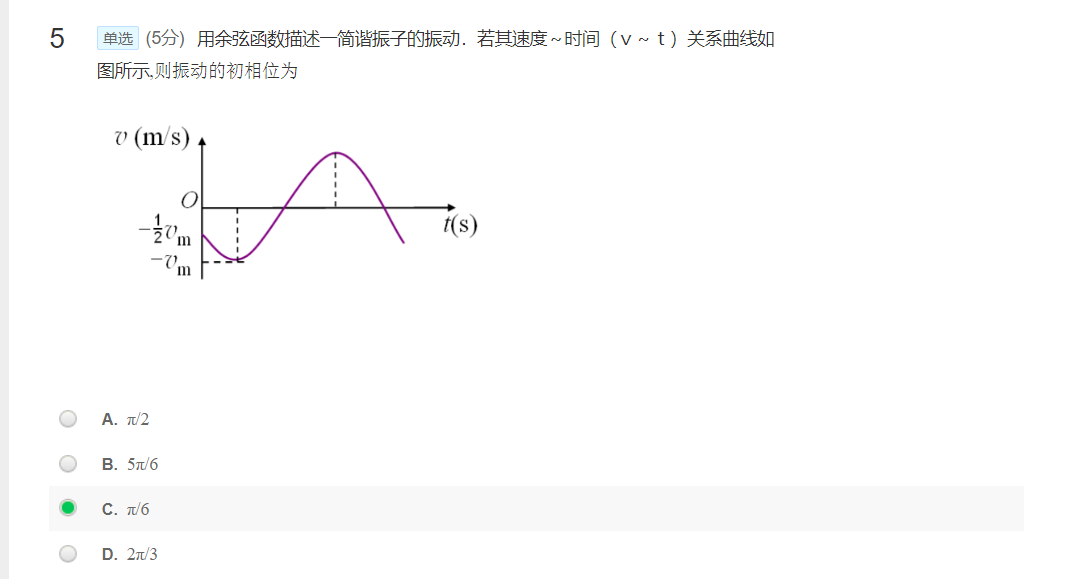 5 单选 (5分) 用余弦函数描述一简谐振子的振动．若其速度~时间（v ~ t ）关系曲线如
图所示,则振动的初相位为
v (m/s)
O
t(s)
-1/2 vm
-vm
A. π/2
B. 5π/6
C. π/6
D. 2π/3